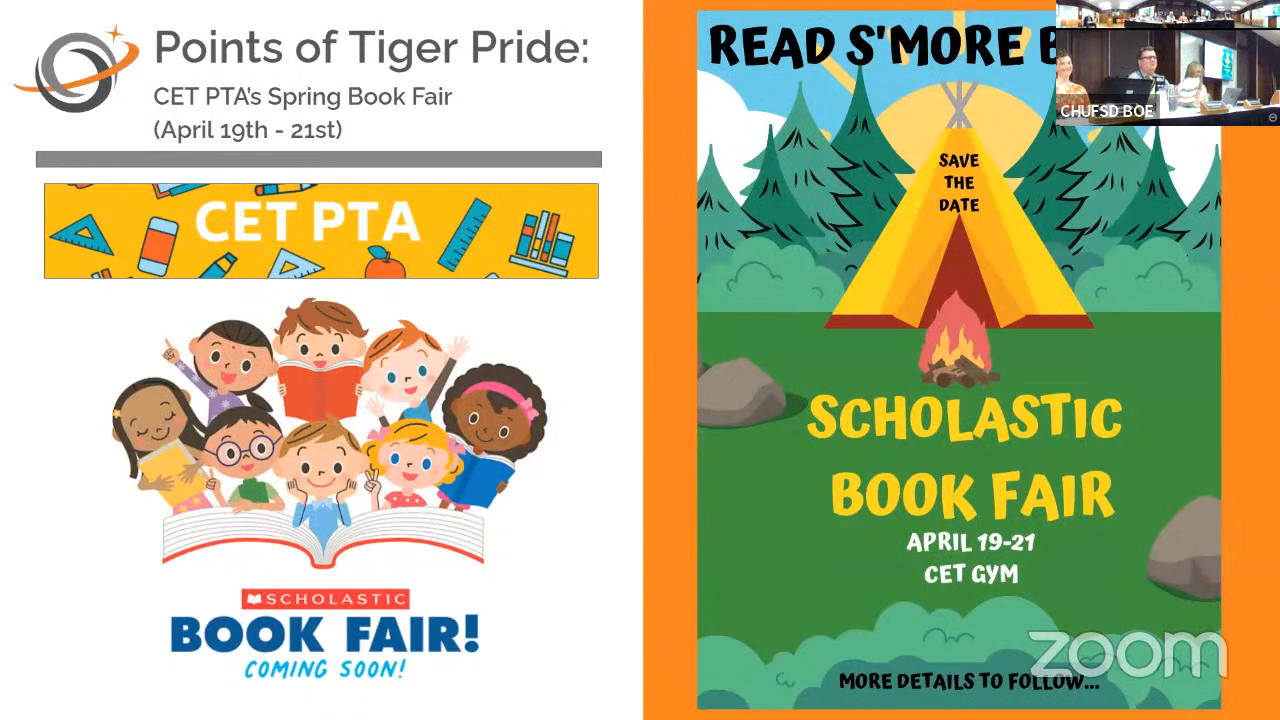 Points of Tiger Pride:
CET PTA's Spring Book Fair
(April 19th - 21st)
CET PTA
SCHOLASTIC
BOOK FAIR!
COMING SOON!
READ S'MORE
CHUFSD BOE
SAVE
THE
DATE
SCHOLASTIC
BOOK FAIR
APRIL 19-21
CET GYM
zoom
MORE DETAILS TO FOLLOW...